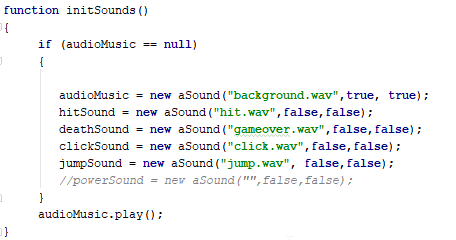 function initSounds()
{
if (audioMusic == null)
{
audioMusic = new aSound("background.wav",true, true);
hitSound = new aSound("hit.wav",false,false);
deathSound = new aSound("gameover.wav",false,false);
clickSound = new aSound("click.wav",false,false);
jumpSound = new aSound("jump.wav", false,false);
//powerSound = new aSound("",false,false);
}
audioMusic.play();
}